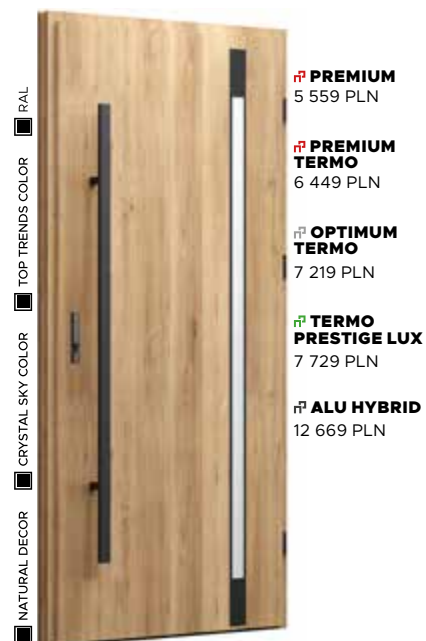 RAL
TOP TRENDS COLOR
CRYSTAL SKY COLOR
NATURAL DECOR
PREMIUM
5 559 PLN
PREMIUM
TERMO
6 449 PLN
OPTIMUM
TERMO
7 219 PLN
TERMO
PRESTIGE LUX
7 729 PLN
ALU HYBRID
12 669 PLN